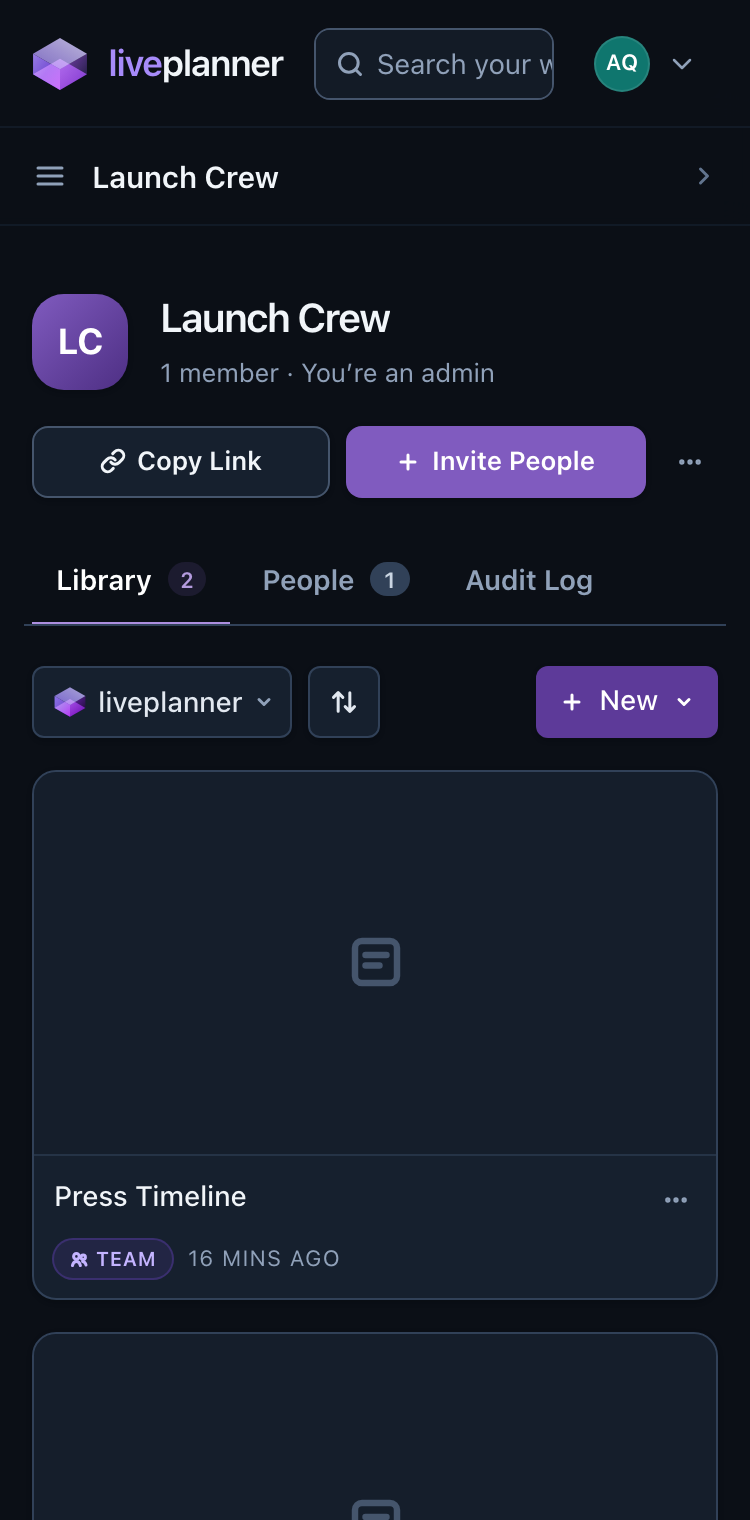 liveplanner
Search your
AQ
Launch Crew
LC
Launch Crew
1 member · You’re an admin
Copy Link
+ Invite People
Library 2
People 1
Audit Log
liveplanner
+ New
Press Timeline
TEAM
16 MINS AGO